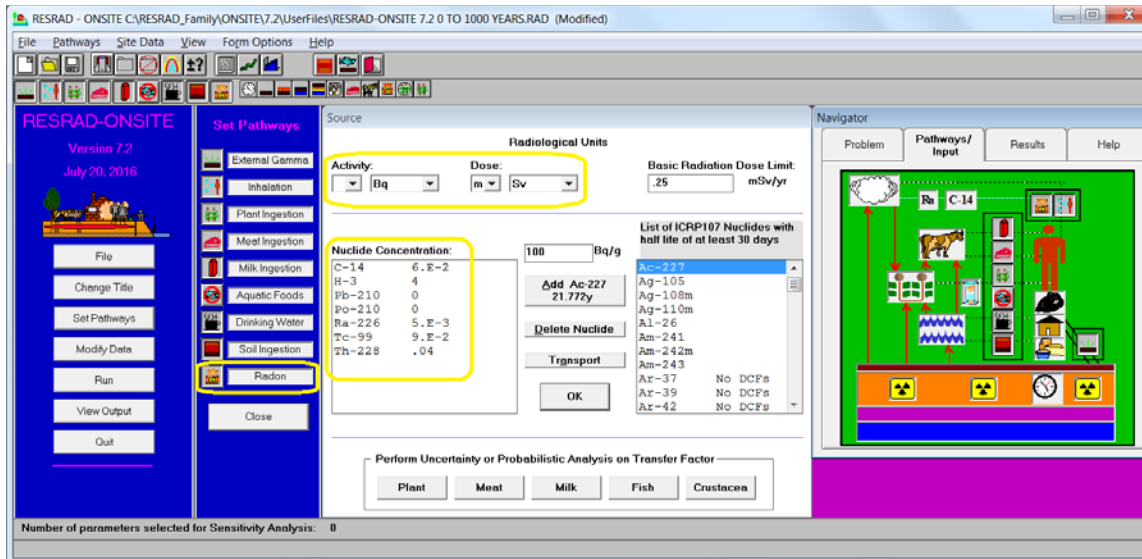 RESRAD - ONSITE C:\RESRAD_Family\ONSITE\7.2\UserFiles\RESRAD-ONSITE 7.2 0 TO 1000 YEARS.RAD (Modified)
File Pathways Site Data View Form Options Help
RESRAD-ONSITE
Version 7.2
July 20, 2016
File
Change Title
Set Pathways
Modify Data
Run
View Output
Quit
Set Pathways
External Gamma
Inhalation
Plant Ingestion
Meat Ingestion
Milk Ingestion
Aquatic Foods
Drinking Water
Soil Ingestion
Radon
Close
Source
Radiological Units
Activity: Dose: Basic Radiation Dose Limit:
Bq m Sv .25 mSv/yr
Nuclide Concentration:
C-14 6.E-2
H-3 4
Pb-210 0
Po-210 0
Ra-226 5.E-3
Tc-99 9.E-2
Th-228 .04
100 Bq/g
Add Ac-227
21.772y
Delete Nuclide
Transport
OK
List of ICRP107 Nuclides with
half life of at least 30 days
Ac-227
Ag-105
Ag-108m
Ag-110m
Al-26
Am-241
Am-242m
Am-243
Ar-37 No DCFs
Ar-39 No DCFs
Ar-42 No DCFs
Perform Uncertainty or Probabilistic Analysis on Transfer Factor
Plant Meat Milk Fish Crustacea
Navigator
Problem Pathways/ Results Help
Input
Rn C-14
Number of parameters selected for Sensitivity Analysis: 0